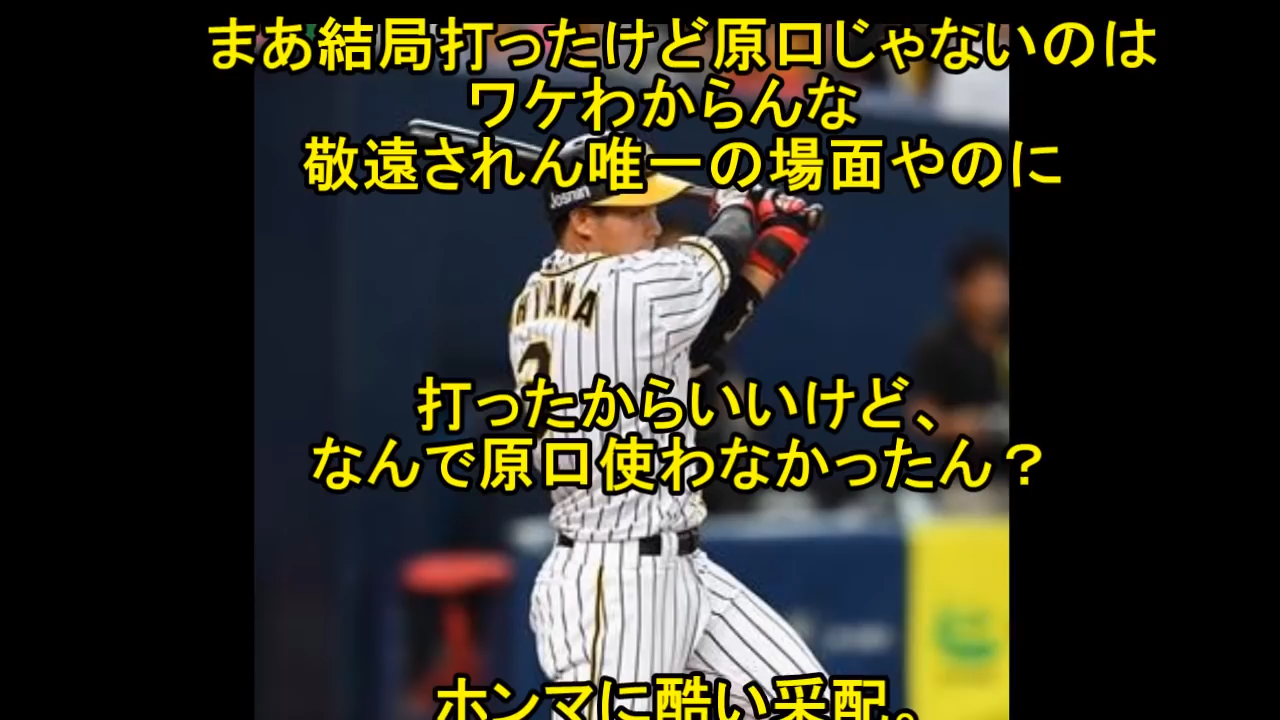 まあ結局打ったけど原口じゃないのは
ワケわからんな
敬遠されん唯一の場面やのに
Joshin
打ったからいいけど、
なんで原口使わなかったん？
ホンマに酷い采配。